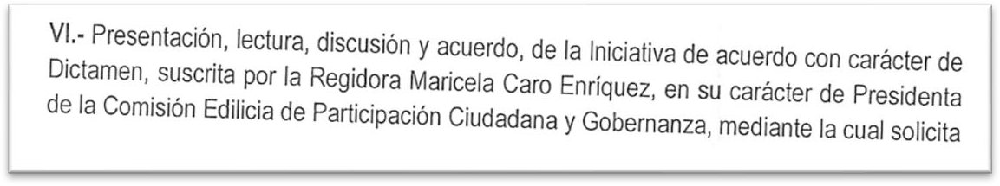 VI.- Presentación, lectura, discusión y acuerdo, de la Iniciativa de acuerdo con carácter de
Dictamen, suscrita por la Regidora Maricela Caro Enríquez, en su carácter de Presidenta
de la Comisión Edilicia de Participación Ciudadana y Gobernanza, mediante la cual solicita